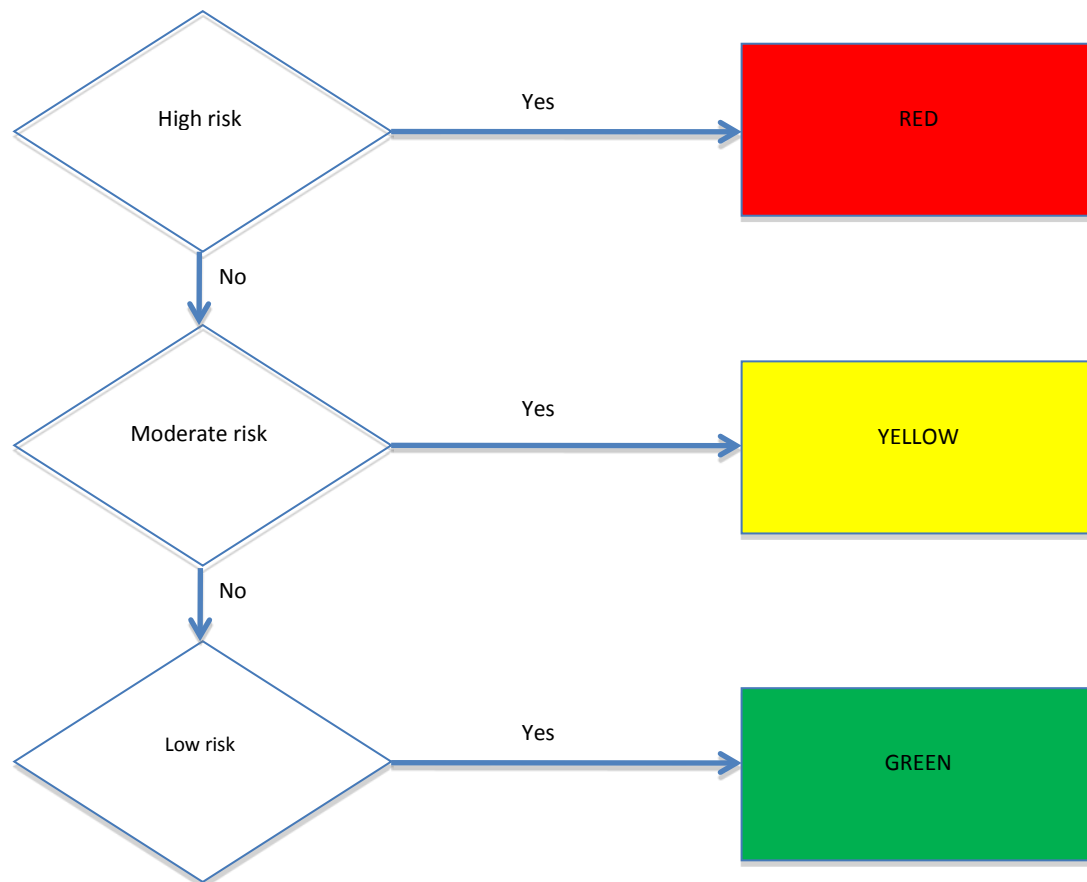 High risk
Yes
RED
No
Moderate risk
Yes
YELLOW
No
Low risk
Yes
GREEN